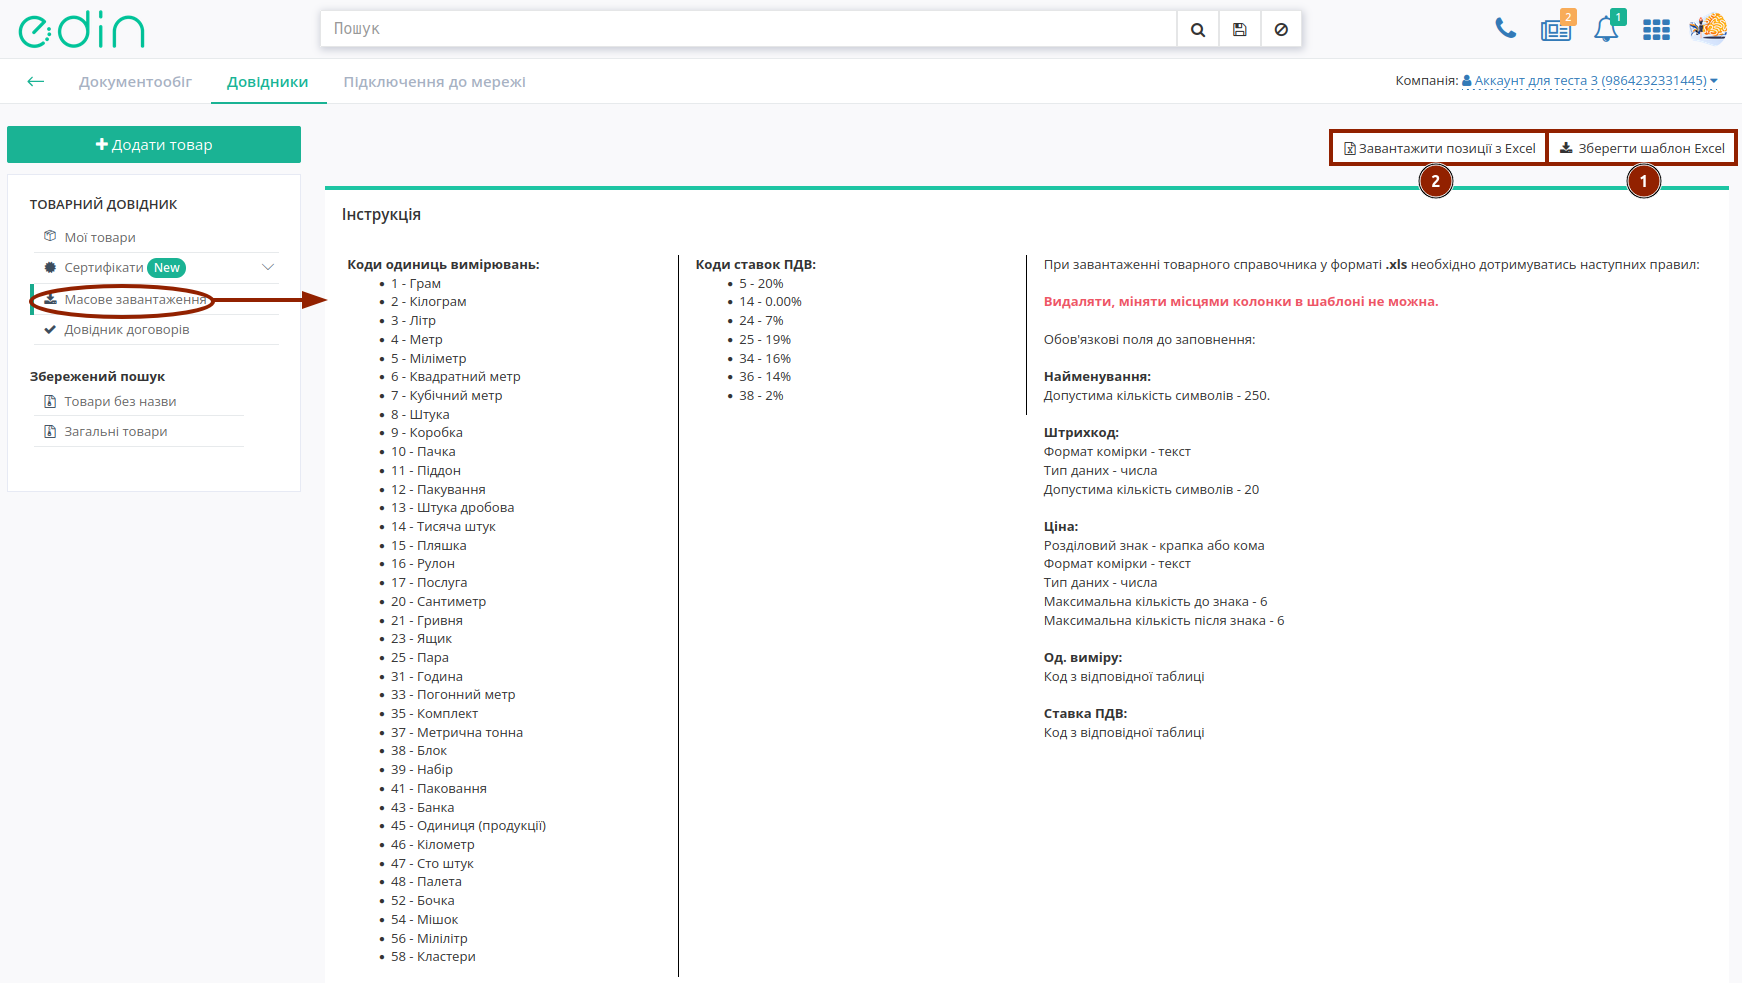 edin
Пошук
2
1
Документообіг
Довідники
Підключення до мережі
Компанія: Аккаунт для теста 3 (9864232331445)
Додати товар
Завантажити позиції з Excel
Зберегти шаблон Excel
2
1
ТОВАРНИЙ ДОВІДНИК
Мої товари
Сертифікати New
Масове завантаження
Довідник договорів
Збережений пошук
Товари без назви
Загальні товари
Інструкція
Коди одиниць вимірювань:
1 - Грам
2 - Кілограм
3 - Літр
4 - Метр
5 - Міліметр
6 - Квадратний метр
7 - Кубічний метр
8 - Штука
9 - Коробка
10 - Пачка
11 - Піддон
12 - Пакування
13 - Штука дробова
14 - Тисяча штук
15 - Пляшка
16 - Рулон
17 - Послуга
20 - Сантиметр
21 - Гривня
23 - Ящик
25 - Пара
31 - Година
33 - Погонний метр
35 - Комплект
37 - Метрична тонна
38 - Блок
39 - Набір
41 - Паковання
43 - Банка
45 - Одиниця (продукції)
46 - Кілометр
47 - Сто штук
48 - Палета
52 - Бочка
54 - Мішок
56 - Мілілітр
58 - Кластери
Коди ставок ПДВ:
5 - 20%
14 - 0.00%
24 - 7%
25 - 19%
34 - 16%
36 - 14%
38 - 2%
При завантаженні товарного справочника у форматі .xls необхідно дотримуватись наступних правил:
Видаляти, міняти місцями колонки в шаблоні не можна.
Обов'язкові поля до заповнення:
Найменування:
Допустима кількість символів - 250.
Штрихкод:
Формат комірки - текст
Тип даних - числа
Допустима кількість символів - 20
Ціна:
Розділовий знак - крапка або кома
Формат комірки - текст
Тип даних - числа
Максимальна кількість до знака - 6
Максимальна кількість після знака - 6
Од. виміру:
Код з відповідної таблиці
Ставка ПДВ:
Код з відповідної таблиці